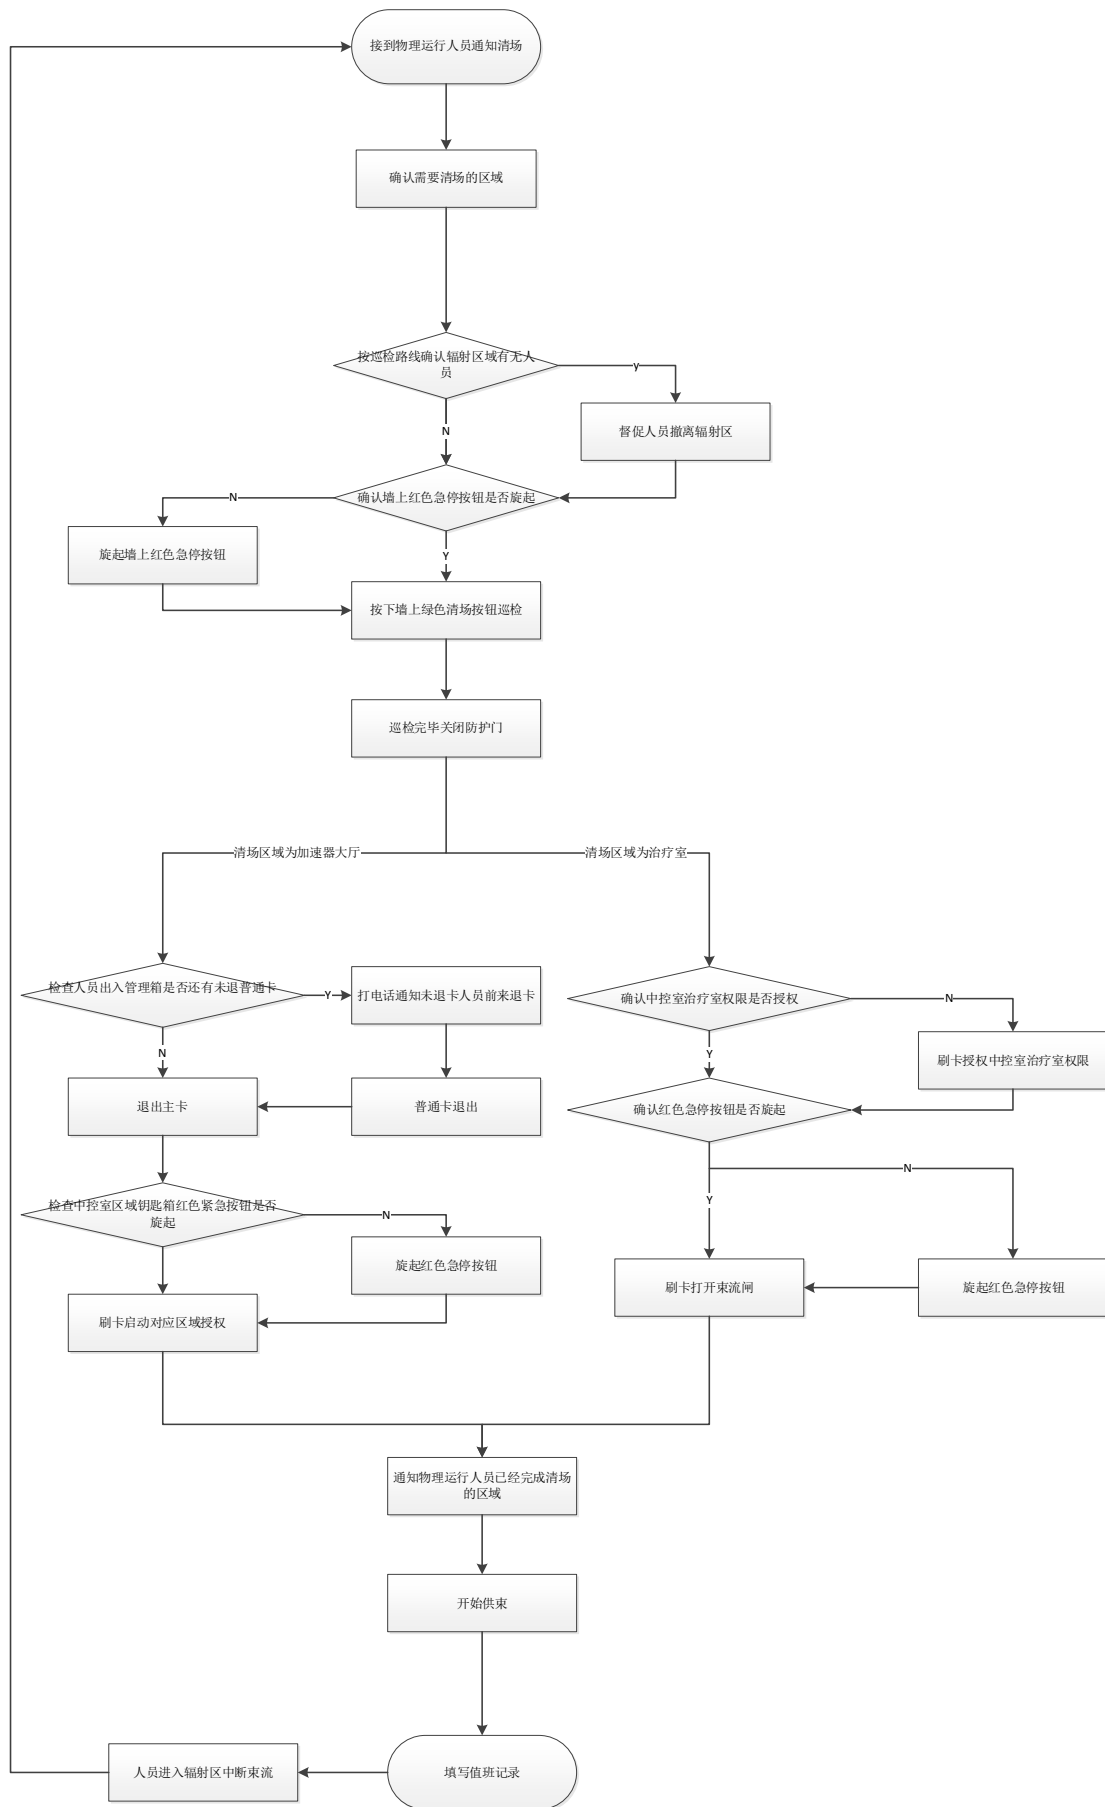 接到物理运行人员通知清场
确认需要清场的区域
按巡检路线确认辐射区域有无人
员
y
督促人员撤离辐射区
N
确认墙上红色急停按钮是否旋起
N
旋起墙上红色急停按钮
Y
按下墙上绿色清场按钮巡检
巡检完毕关闭防护门
清场区域为加速器大厅
清场区域为治疗室
检查人员出入管理箱是否还有未退普通卡
Y
打电话通知未退卡人员前来退卡
N
退出主卡
普通卡退出
检查中控室区域钥匙箱红色紧急按钮是否
旋起
N
旋起红色急停按钮
刷卡启动对应区域授权
确认中控室治疗室权限是否授权
N
刷卡授权中控室治疗室权限
Y
确认红色急停按钮是否旋起
N
Y
刷卡打开束流闸
旋起红色急停按钮
通知物理运行人员已经完成清场
的区域
开始供束
填写值班记录
人员进入辐射区中断束流